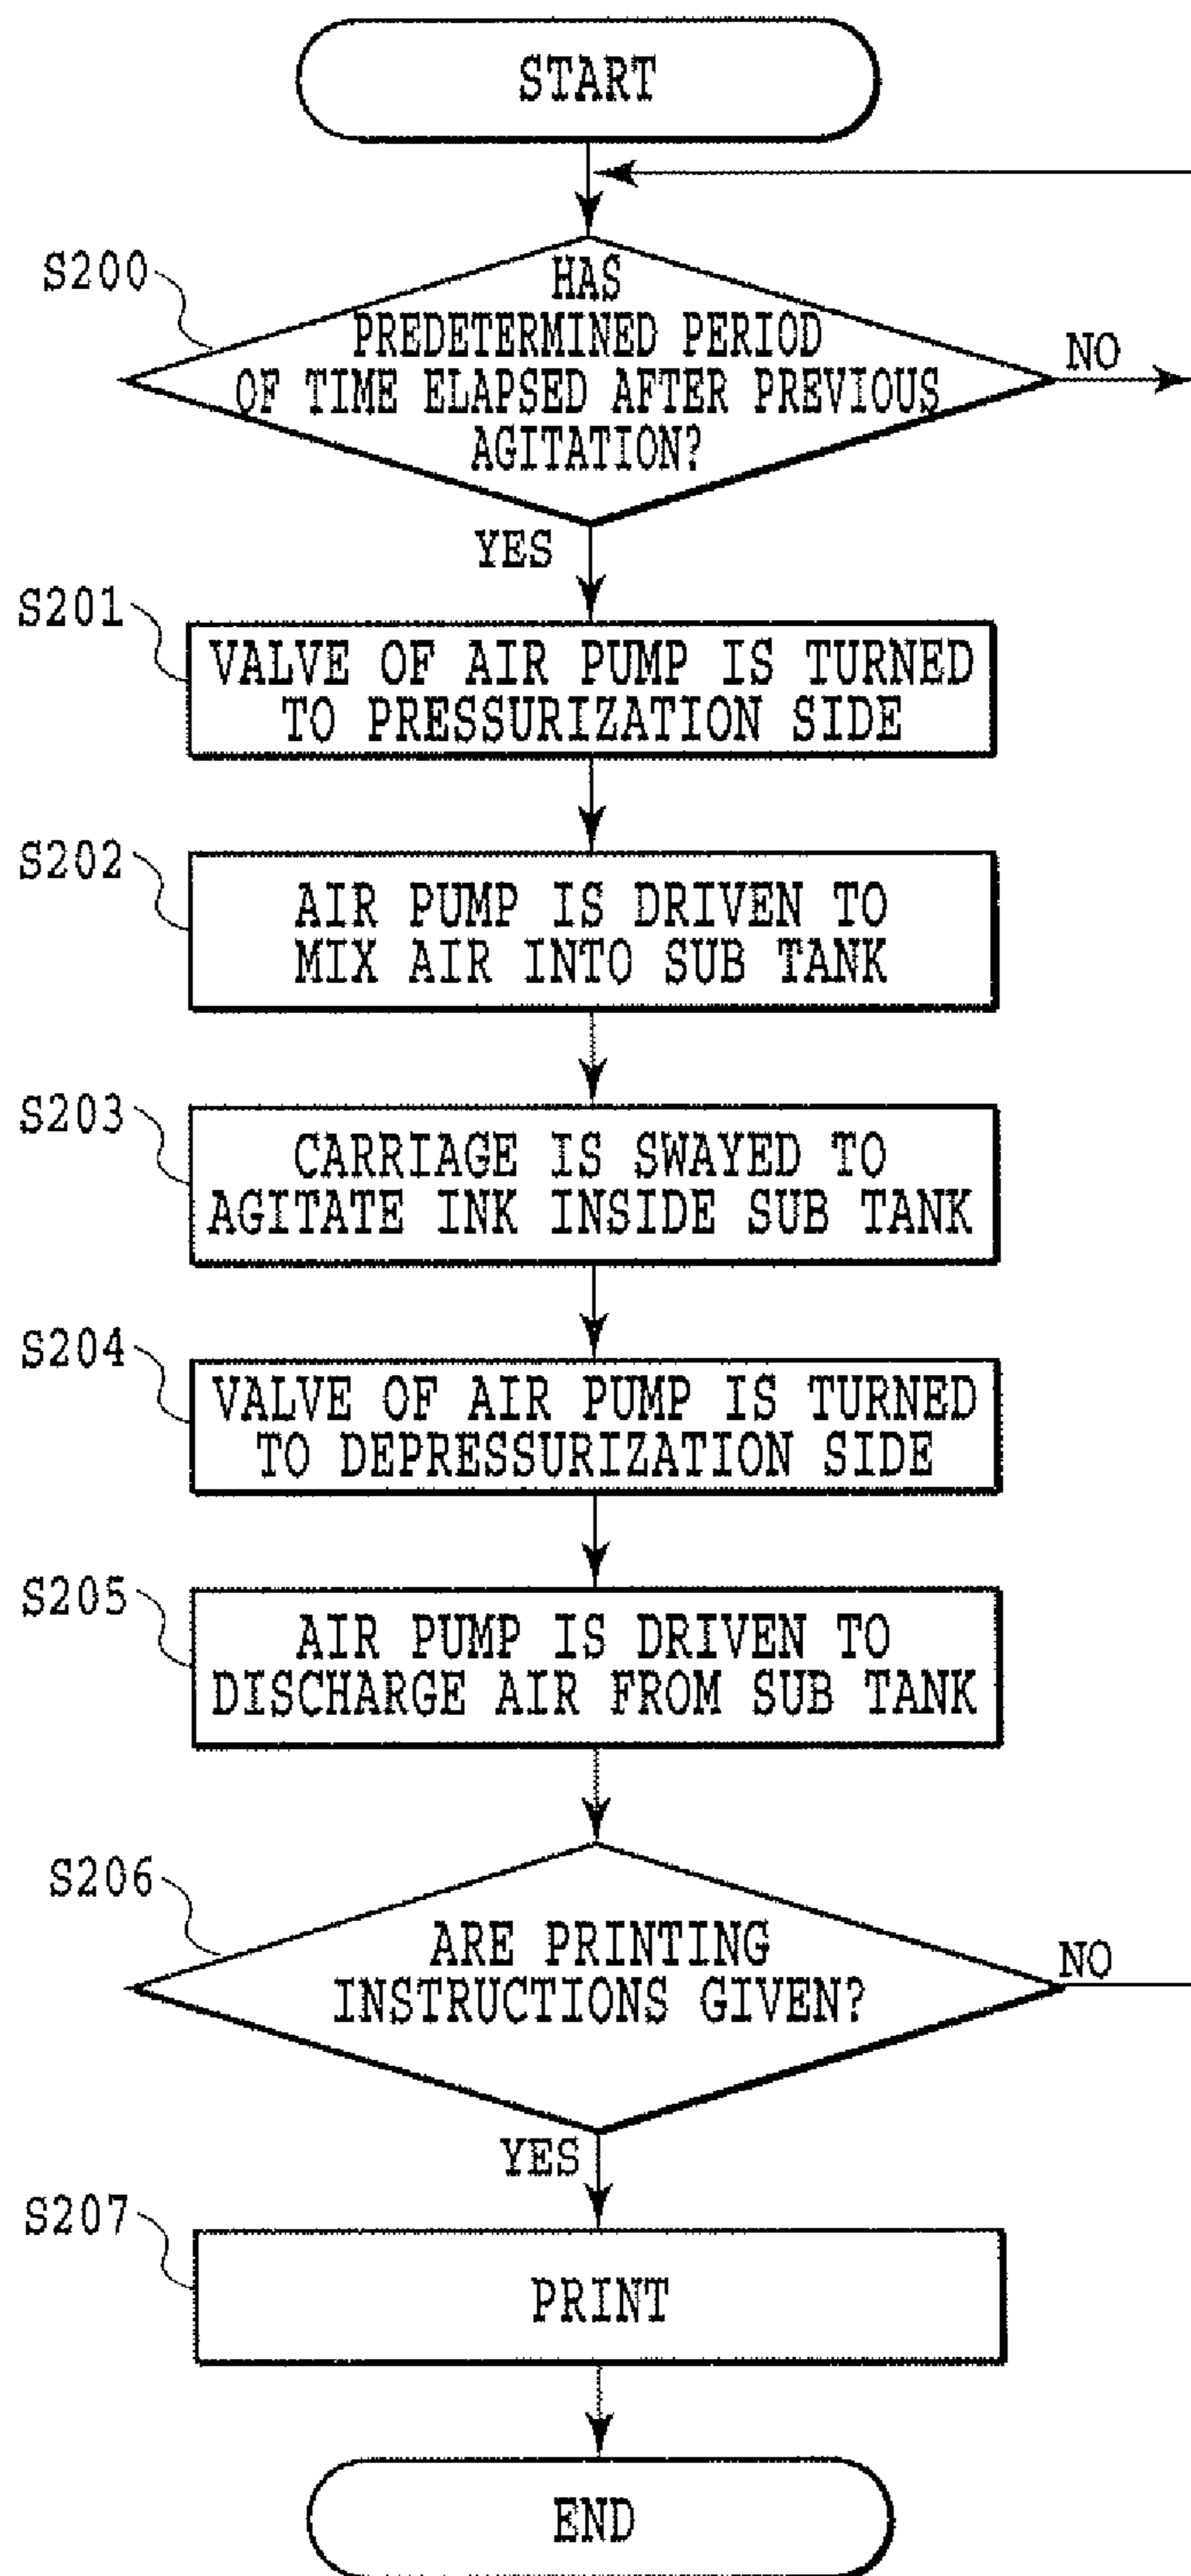 START
S200
HAS
PREDETERMINED PERIOD
OF TIME ELAPSED AFTER PREVIOUS
AGITATION?
NO
YES
S201
VALVE OF AIR PUMP IS TURNED
TO PRESSURIZATION SIDE
S202
AIR PUMP IS DRIVEN TO
MIX AIR INTO SUB TANK
S203
CARRIAGE IS SWAYED TO
AGITATE INK INSIDE SUB TANK
S204
VALVE OF AIR PUMP IS TURNED
TO DEPRESSURIZATION SIDE
S205
AIR PUMP IS DRIVEN TO
DISCHARGE AIR FROM SUB TANK
S206
ARE PRINTING
INSTRUCTIONS GIVEN?
NO
YES
S207
PRINT
END